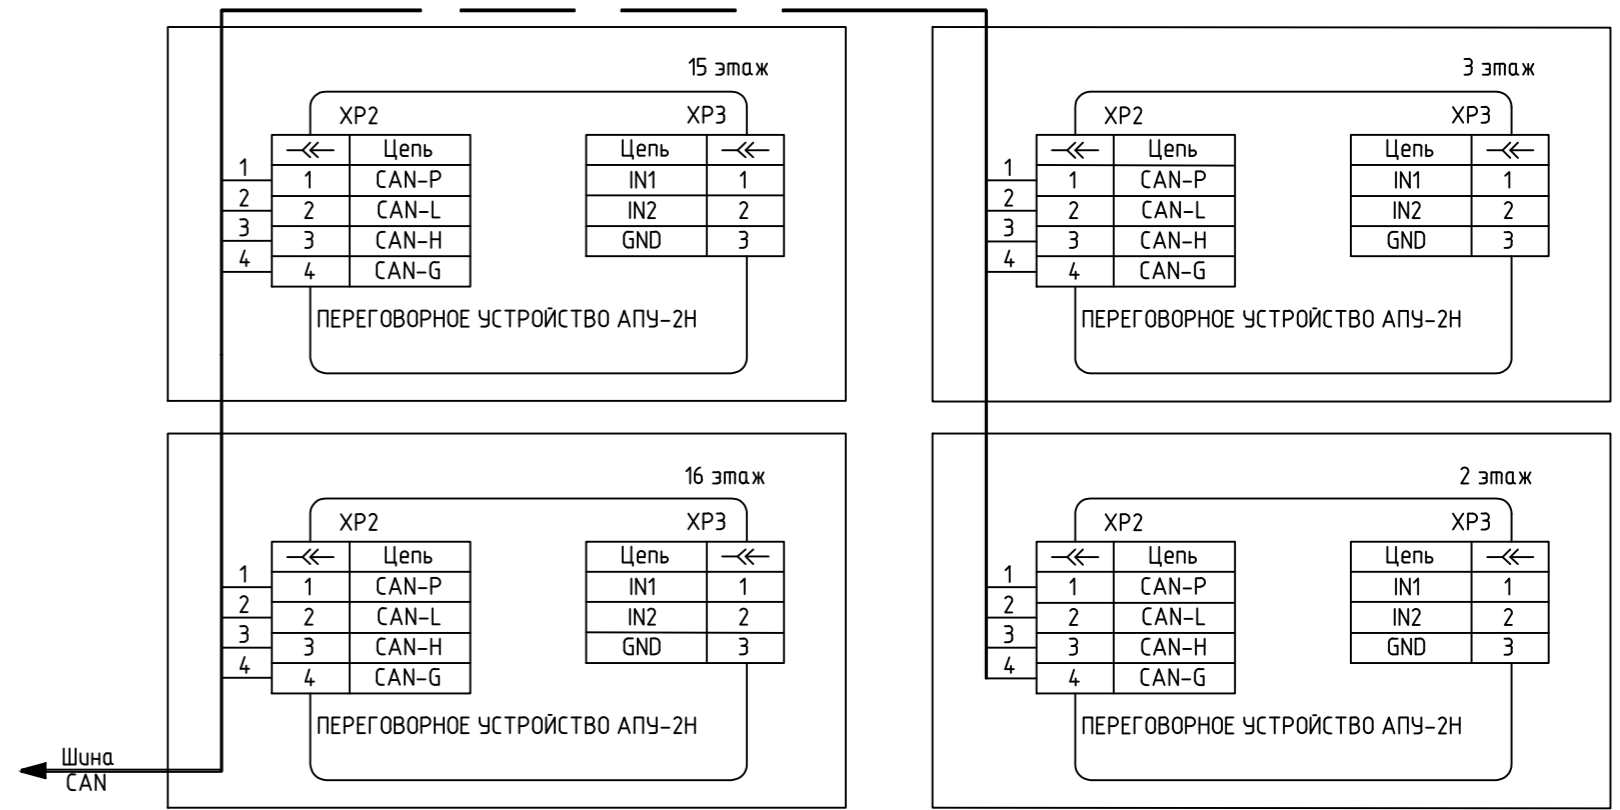 15 этаж
XP2
XP3
Цепь
1 CAN-P
2 CAN-L
3 CAN-H
4 CAN-G
1
2
3
4
Цепь
IN1 1
IN2 2
GND 3
ПЕРЕГОВОРНОЕ УСТРОЙСТВО АПУ-2Н
3 этаж
XP2
XP3
Цепь
1 CAN-P
2 CAN-L
3 CAN-H
4 CAN-G
1
2
3
4
Цепь
IN1 1
IN2 2
GND 3
ПЕРЕГОВОРНОЕ УСТРОЙСТВО АПУ-2Н
16 этаж
XP2
XP3
Цепь
1 CAN-P
2 CAN-L
3 CAN-H
4 CAN-G
1
2
3
4
Цепь
IN1 1
IN2 2
GND 3
ПЕРЕГОВОРНОЕ УСТРОЙСТВО АПУ-2Н
Шина
CAN
2 этаж
XP2
XP3
Цепь
1 CAN-P
2 CAN-L
3 CAN-H
4 CAN-G
1
2
3
4
Цепь
IN1 1
IN2 2
GND 3
ПЕРЕГОВОРНОЕ УСТРОЙСТВО АПУ-2Н